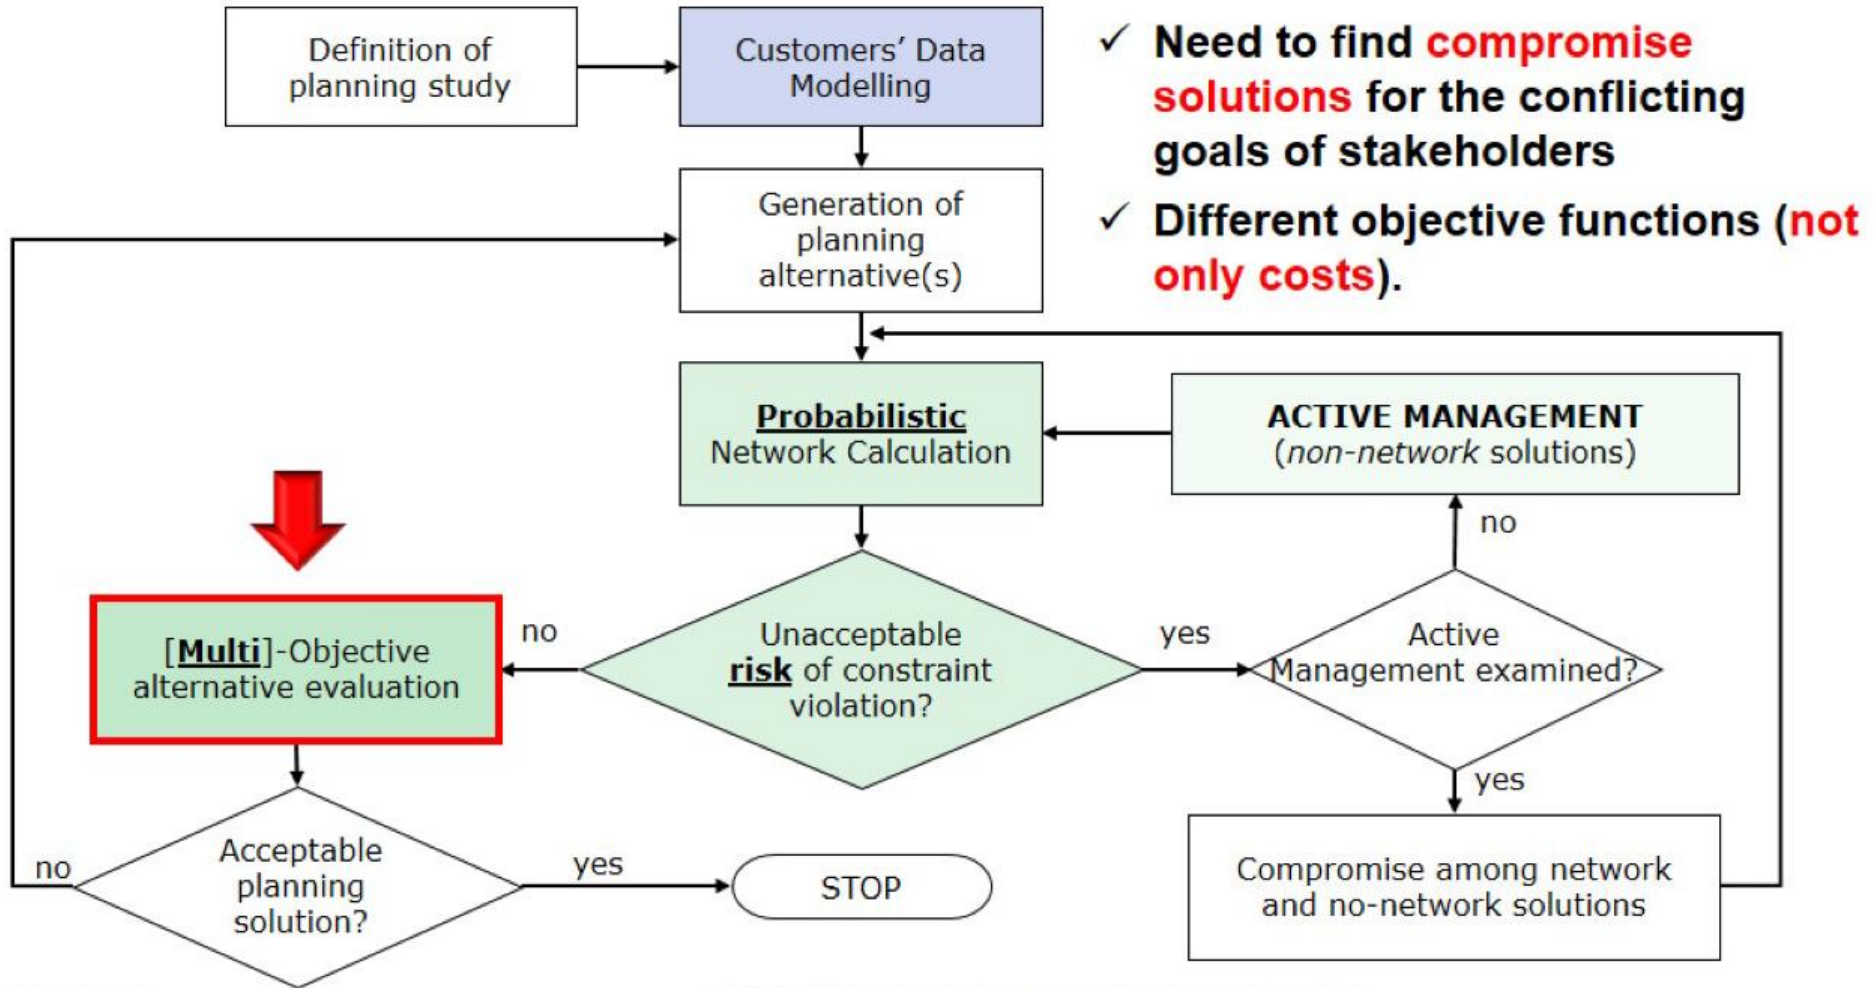 Definition of
planning study
Customers’ Data
Modelling
✓ Need to find compromise
solutions for the conflicting
goals of stakeholders
✓ Different objective functions (not
only costs).
Generation of
planning
alternative(s)
Probabilistic
Network Calculation
ACTIVE MANAGEMENT
(non-network solutions)
no
[Multi]-Objective
alternative evaluation
no
Unacceptable
risk of constraint
violation?
yes
Active
Management examined?
yes
Acceptable
planning
solution?
no
yes
STOP
Compromise among network
and no-network solutions